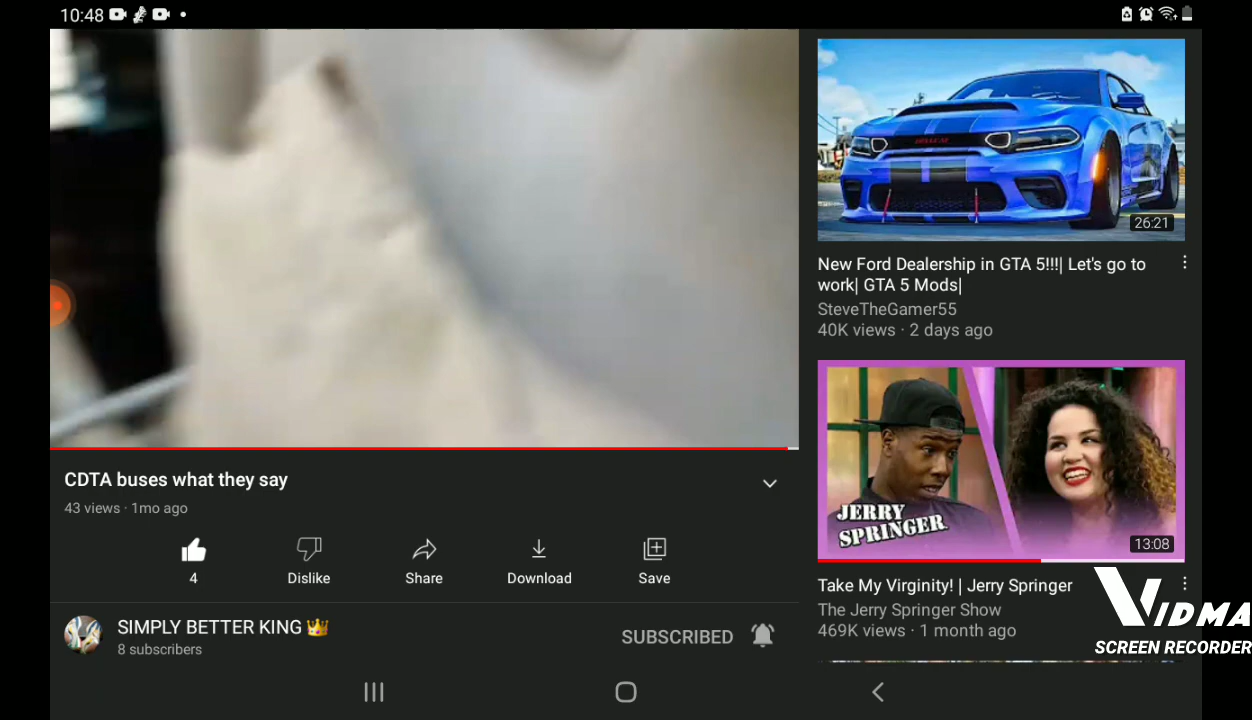 10:48
CDTA buses what they say
43 views · 1mo ago
4
Dislike
Share
Download
Save
SIMPLY BETTER KING 👑
8 subscribers
SUBSCRIBED
26:21
New Ford Dealership in GTA 5!!!| Let's go to
work| GTA 5 Mods|
SteveTheGamer55
40K views · 2 days ago
JERRY
SPRINGER
13:08
Take My Virginity! | Jerry Springer
The Jerry Springer Show
469K views · 1 month ago
VIDMA
SCREEN RECORDER